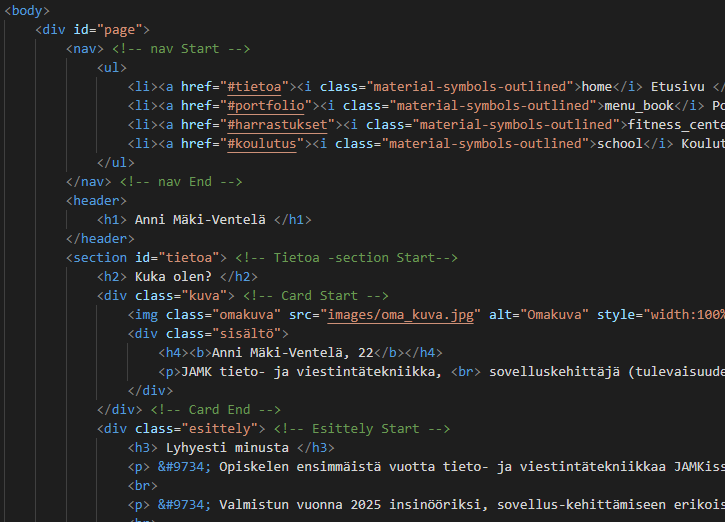 <body>
<div id="page">
<nav> <!-- nav Start -->
<ul>
<li><a href="#tietoa"><i class="material-symbols-outlined">home</i> Etusivu </
<li><a href="#portfolio"><i class="material-symbols-outlined">menu_book</i> Po
<li><a href="#harrastukset"><i class="material-symbols-outlined">fitness_cente
<li><a href="#koulutus"><i class="material-symbols-outlined">school</i> Koulut
</ul>
</nav> <!-- nav End -->
<header>
<h1> Anni Mäki-Ventelä </h1>
</header>
<section id="tietoa"> <!-- Tietoa -section Start-->
<h2> Kuka olen? </h2>
<div class="kuva"> <!-- Card Start -->
<img class="omakuva" src="images/oma_kuva.jpg" alt="Omakuva" style="width:100%
<div class="sisältö">
<h4><b>Anni Mäki-Ventelä, 22</b></h4>
<p>JAMK tieto- ja viestintätekniikka, <br> sovelluskehittäjä (tulevaisuude
</div>
</div> <!-- Card End -->
<div class="esittely"> <!-- Esittely Start -->
<h3> Lyhyesti minusta </h3>
<p> &#9734; Opiskelen ensimmäistä vuotta tieto- ja viestintätekniikkaa JAMKiss
<br>
<p> &#9734; Valmistun vuonna 2025 insinööriksi, sovellus-kehittämiseen erikois
<br>